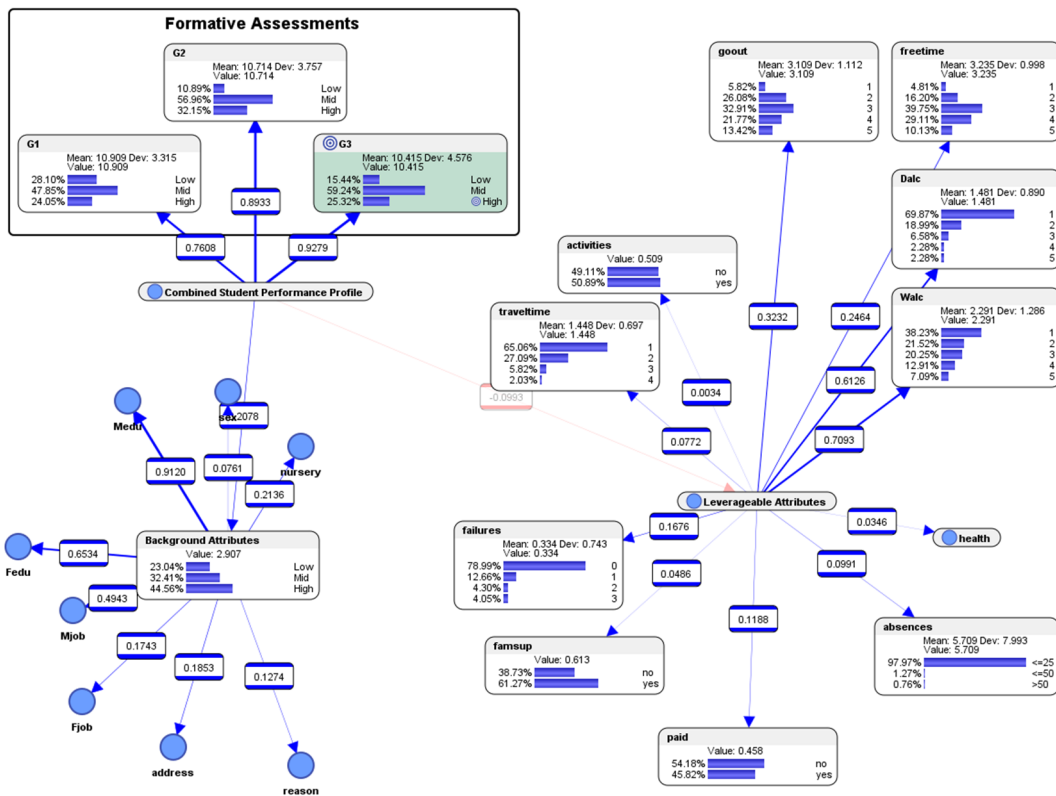 Formative Assessments
G2
Mean: 10.714 Dev: 3.757
Value: 10.714
10.89% Low
56.96% Mid
32.15% High
G1
Mean: 10.909 Dev: 3.315
Value: 10.909
28.10% Low
47.85% Mid
24.05% High
G3
Mean: 10.415 Dev: 4.576
Value: 10.415
15.44% Low
59.24% Mid
25.32% High
0.7608
0.8933
0.9279
Combined Student Performance Profile
goout
Mean: 3.109 Dev: 1.112
Value: 3.109
5.82% 1
26.08% 2
32.91% 3
21.77% 4
13.42% 5
freetime
Mean: 3.235 Dev: 0.998
Value: 3.235
4.81% 1
16.20% 2
39.75% 3
29.11% 4
10.13% 5
Dalc
Mean: 1.481 Dev: 0.890
Value: 1.481
69.87% 1
18.99% 2
6.58% 3
2.28% 4
2.28% 5
activities
Value: 0.509
49.11% no
50.89% yes
Walc
Mean: 2.291 Dev: 1.286
Value: 2.291
38.23% 1
21.52% 2
20.25% 3
12.91% 4
7.09% 5
traveltime
Mean: 1.448 Dev: 0.697
Value: 1.448
65.06% 1
27.09% 2
5.82% 3
2.03% 4
0.3232
0.2464
0.6126
0.0034
-0.0993
0.0772
0.7093
Medu
sex
2078
nursery
0.9120
0.0761
0.2136
Leverageable Attributes
Background Attributes
Value: 2.907
23.04% Low
32.41% Mid
44.56% High
Fedu
0.6534
0.4943
Mjob
0.1743
0.1853
0.1274
Fjob
address
reason
failures
Mean: 0.334 Dev: 0.743
Value: 0.334
78.99% 0
12.66% 1
4.30% 2
4.05% 3
0.1676
0.0486
0.0346
health
0.0991
0.1188
famsup
Value: 0.613
38.73% no
61.27% yes
absences
Mean: 5.709 Dev: 7.993
Value: 5.709
97.97% <=25
1.27% <=50
0.76% >50
paid
Value: 0.458
54.18% no
45.82% yes